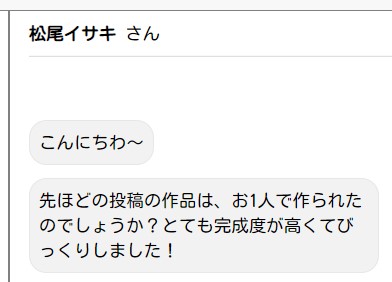 松尾イサキ さん
こんにちわ～
先ほどの投稿の作品は、お1人で作られた
のでしょうか？とても完成度が高くてび
っくりしました！